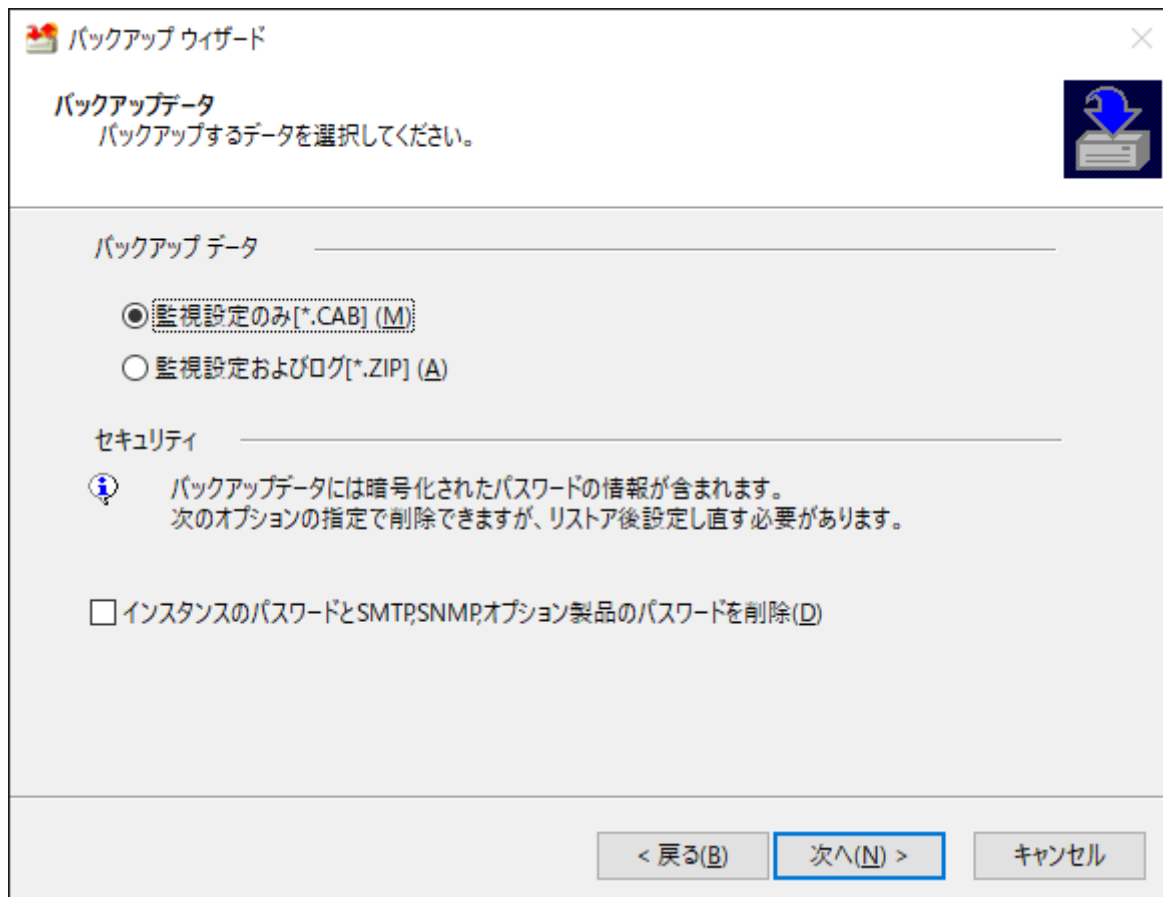 バックアップ ウィザード
バックアップデータ
バックアップするデータを選択してください。
バックアップ データ
監視設定のみ[*.CAB] (M)
監視設定およびログ[*.ZIP] (A)
セキュリティ
バックアップデータには暗号化されたパスワードの情報が含まれます。
次のオプションの指定で削除できますが、リストア後設定し直す必要があります。
インスタンスのパスワードとSMTP,SNMP,オプション製品のパスワードを削除(D)
< 戻る(B)
次へ(N) >
キャンセル